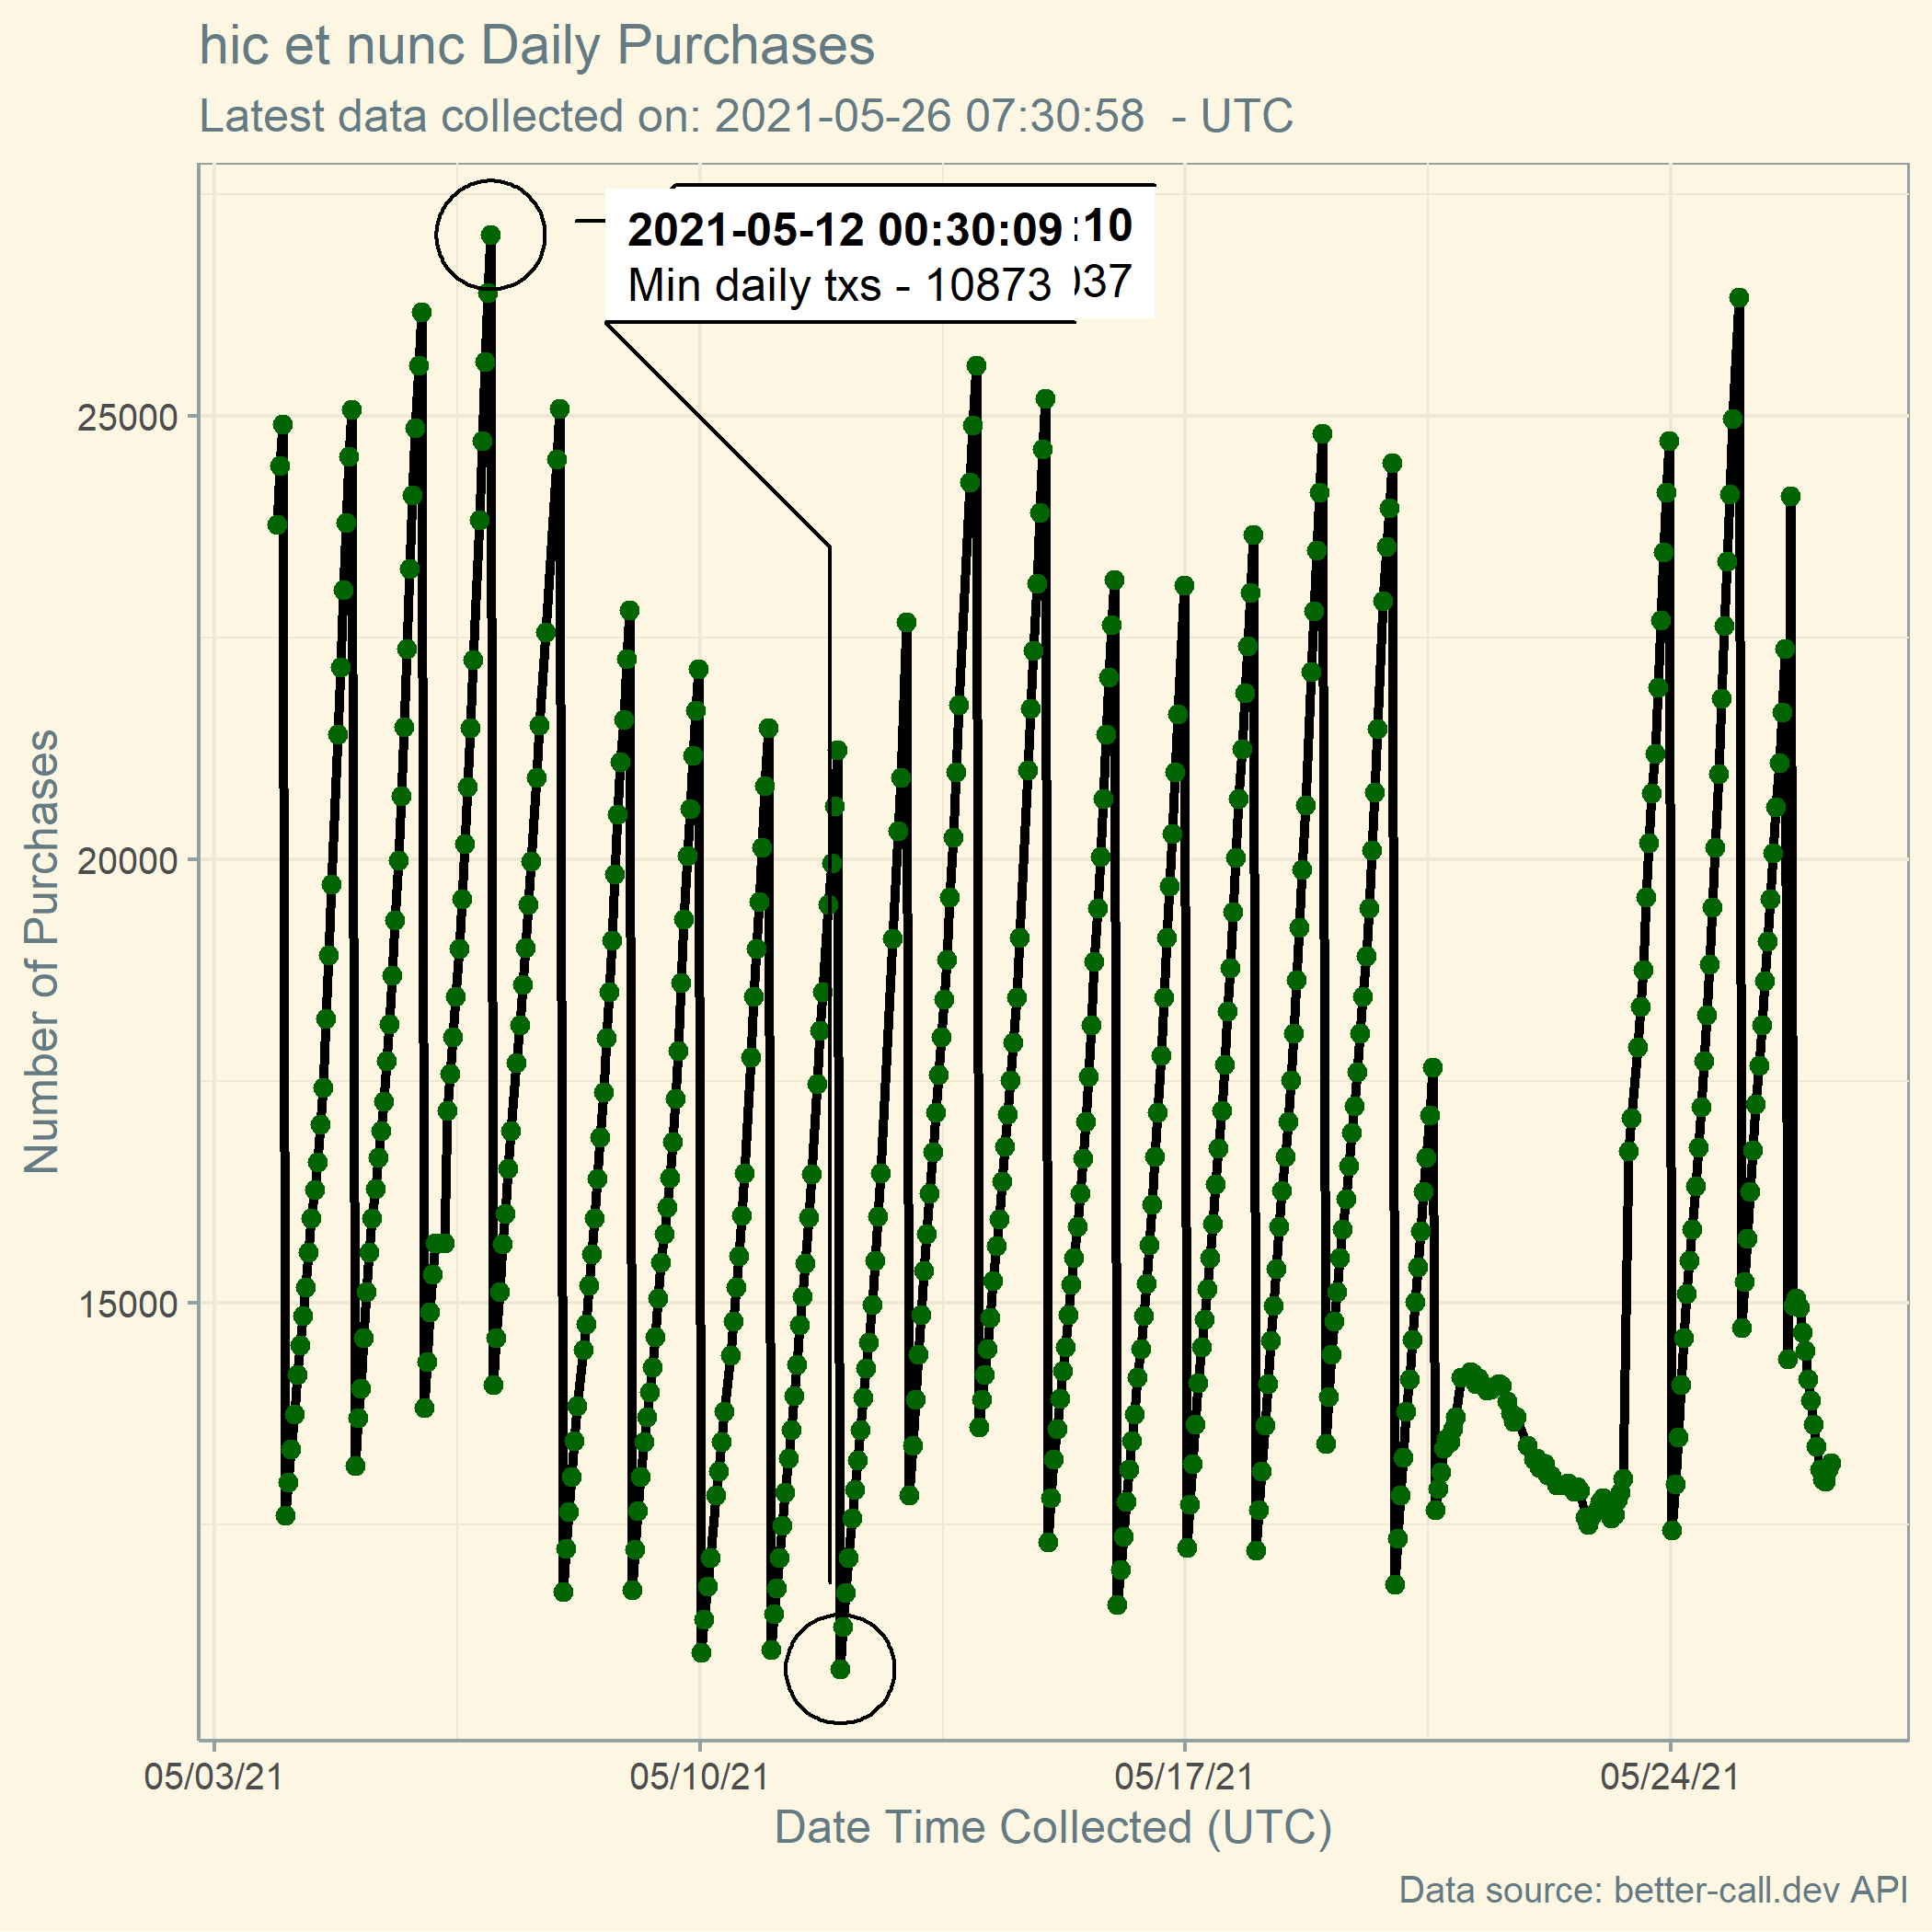 hic et nunc Daily Purchases
Latest data collected on: 2021-05-26 07:30:58 - UTC
2021-05-12 00:30:09 :10
Min daily txs - 10873 037
Number of Purchases
25000
20000
15000
05/03/21 05/10/21 05/17/21 05/24/21
Date Time Collected (UTC)
Data source: better-call.dev API